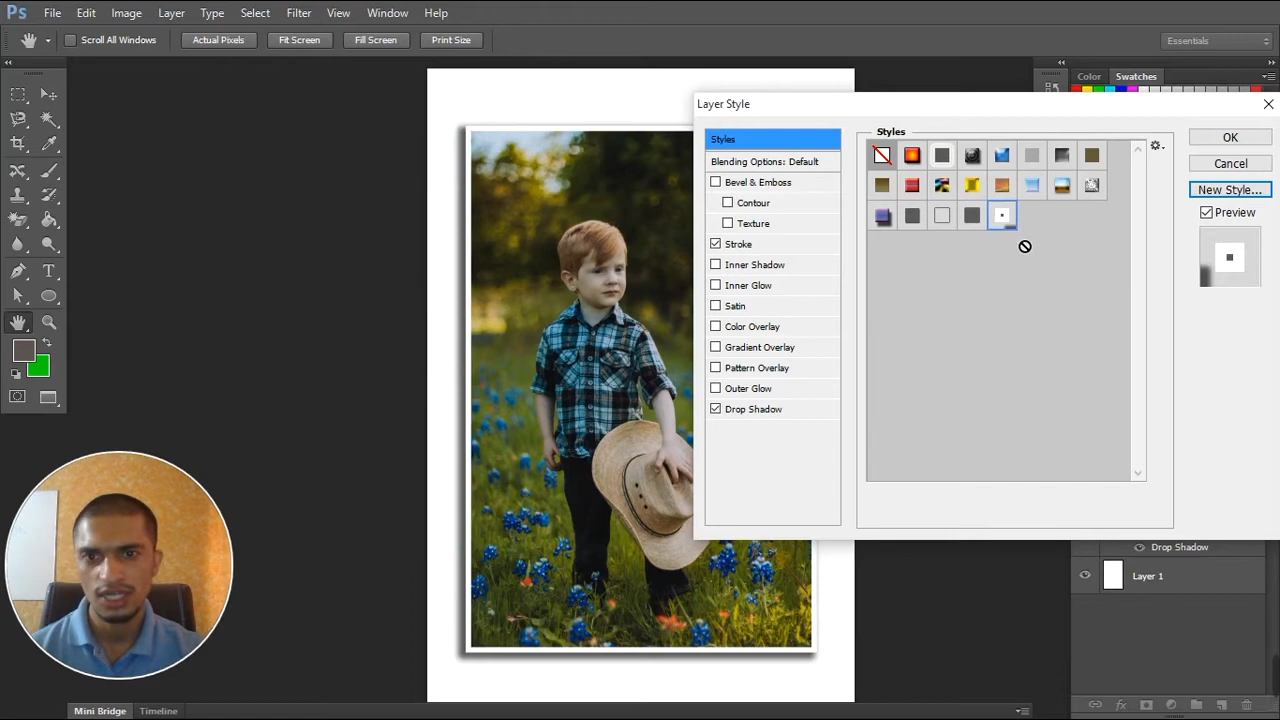 Ps File Edit Image Layer Type Select Filter View Window Help
Scroll All Windows Actual Pixels Fit Screen Fill Screen Print Size Essentials
Color Swatches
Layer Style
Styles
Blending Options: Default
Bevel & Emboss
Contour
Texture
Stroke
Inner Shadow
Inner Glow
Satin
Color Overlay
Gradient Overlay
Pattern Overlay
Outer Glow
Drop Shadow
Styles
OK
Cancel
New Style...
Preview
T
Drop Shadow
Layer 1
fx
Mini Bridge Timeline